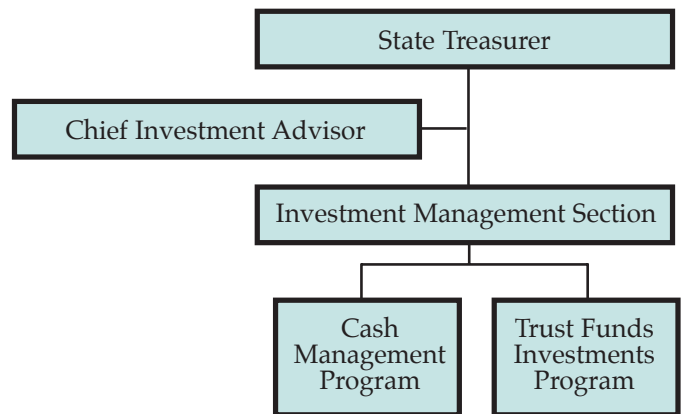 State Treasurer
Chief Investment Advisor
Investment Management Section
Cash
Management
Program
Trust Funds
Investments
Program